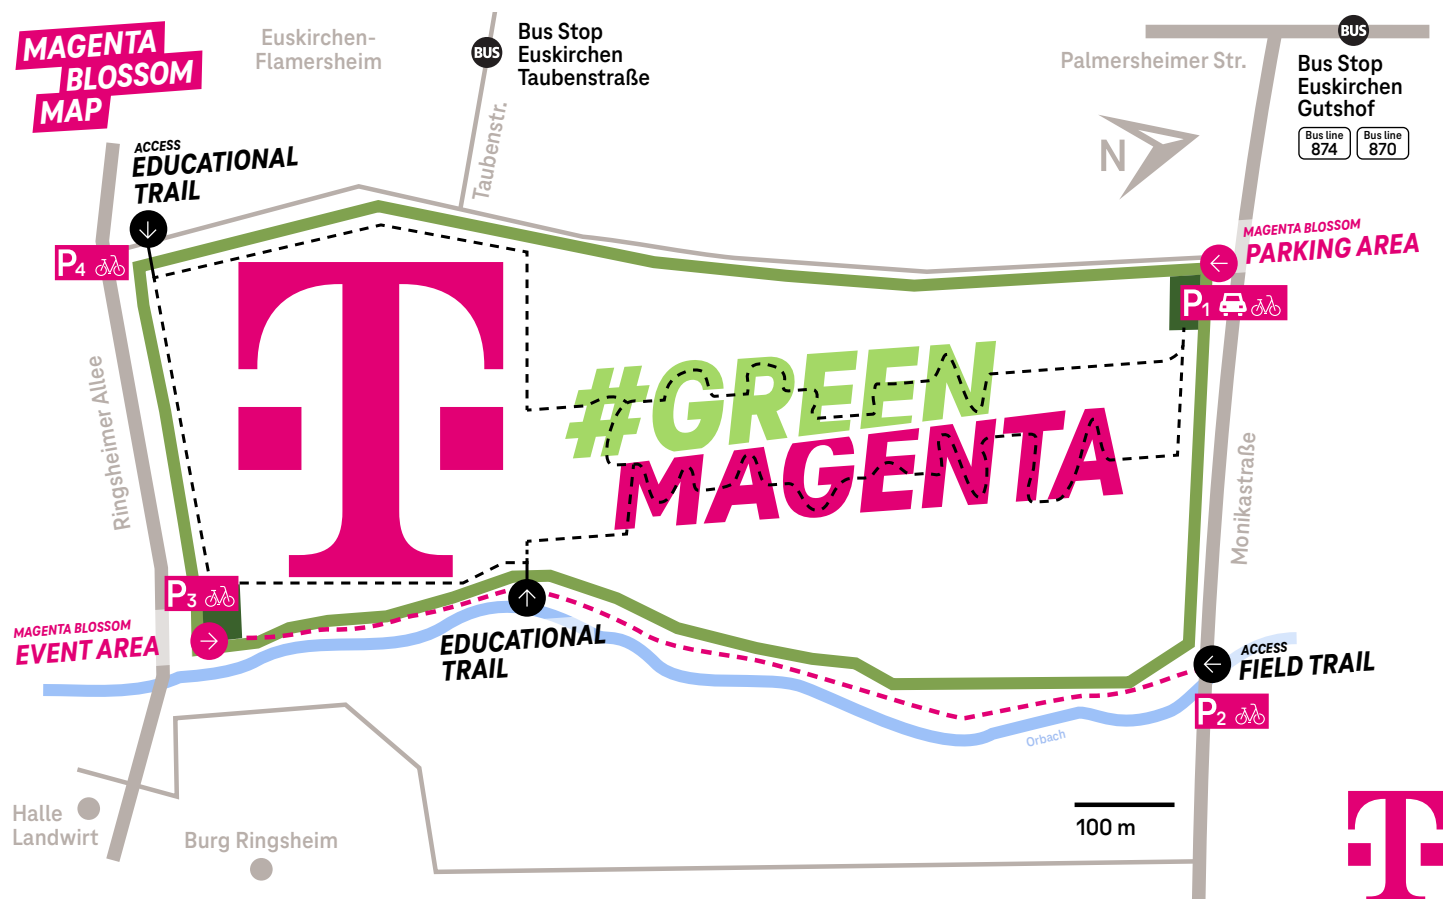 MAGENTA
BLOSSOM
MAP
Euskirchen-
Flamersheim
BUS
Bus Stop
Euskirchen
Taubenstraße
Taubenstr.
Palmersheimer Str.
BUS
Bus Stop
Euskirchen
Gutshof
Bus line
874
Bus line
870
N
ACCESS
EDUCATIONAL
TRAIL
P4
MAGENTA BLOSSOM
PARKING AREA
P1
T
#GREEN
MAGENTA
Ringsheimer Allee
Monikastraße
P3
MAGENTA BLOSSOM
EVENT AREA
EDUCATIONAL
TRAIL
ACCESS
FIELD TRAIL
P2
Orbach
Halle
Landwirt
Burg Ringsheim
100 m
T